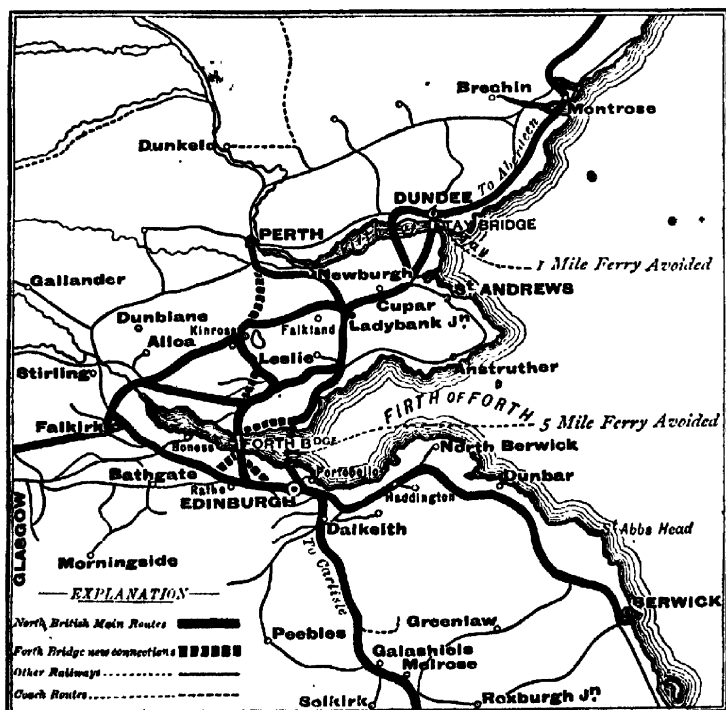 Brechin
Montrose
Dunkeld
To Aberdeen
DUNDEE
TAY BRIDGE
PERTH
Tay
1 Mile Ferry Avoided
Newburgh
Gallander
St ANDREWS
Cupar
Dunblane
Kinross
Falkland
Ladybank Jn
Alloa
Leslie
Stirling
Anstruther
FIRTH OF FORTH
5 Mile Ferry Avoided
Falkirk
FORTH BDGE
North Berwick
Boness
Bathgate
Portobello
Dunbar
Ratho
Haddington
EDINBURGH
GLASGOW
Dalkeith
St Abbs Head
Morningside
To Carlisle
EXPLANATION
BERWICK
North British Main Routes
Greenlaw
Peebles
Forth Bridge new connections
Galashiels
Other Railways
Melrose
Coach Routes
Selkirk
Roxburgh Jn